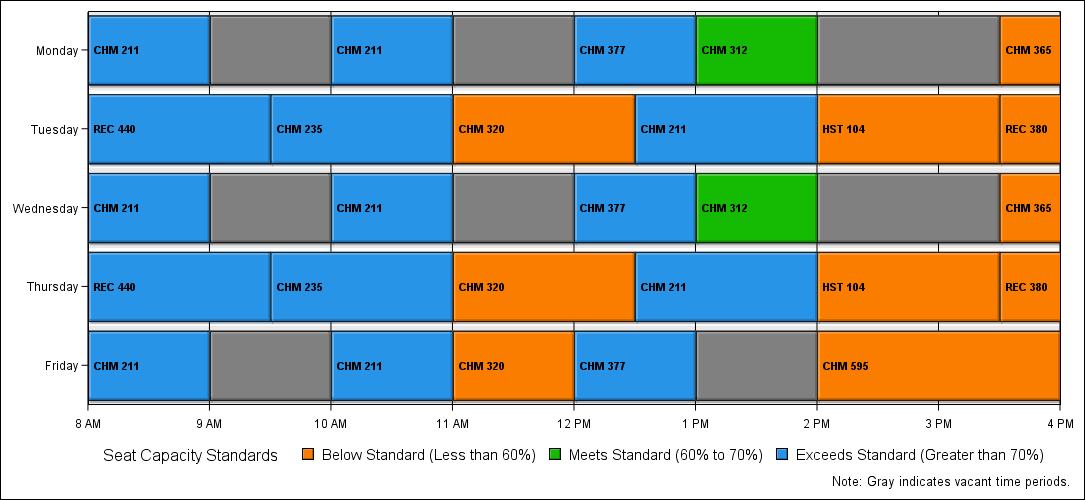 Monday CHM 211 CHM 211 CHM 377 CHM 312 CHM 365
Tuesday REC 440 CHM 235 CHM 320 CHM 211 HST 104 REC 380
Wednesday CHM 211 CHM 211 CHM 377 CHM 312 CHM 365
Thursday REC 440 CHM 235 CHM 320 CHM 211 HST 104 REC 380
Friday CHM 211 CHM 211 CHM 320 CHM 377 CHM 595
8 AM 9 AM 10 AM 11 AM 12 PM 1 PM 2 PM 3 PM 4 PM
Seat Capacity Standards Below Standard (Less than 60%) Meets Standard (60% to 70%) Exceeds Standard (Greater than 70%)
Note: Gray indicates vacant time periods.